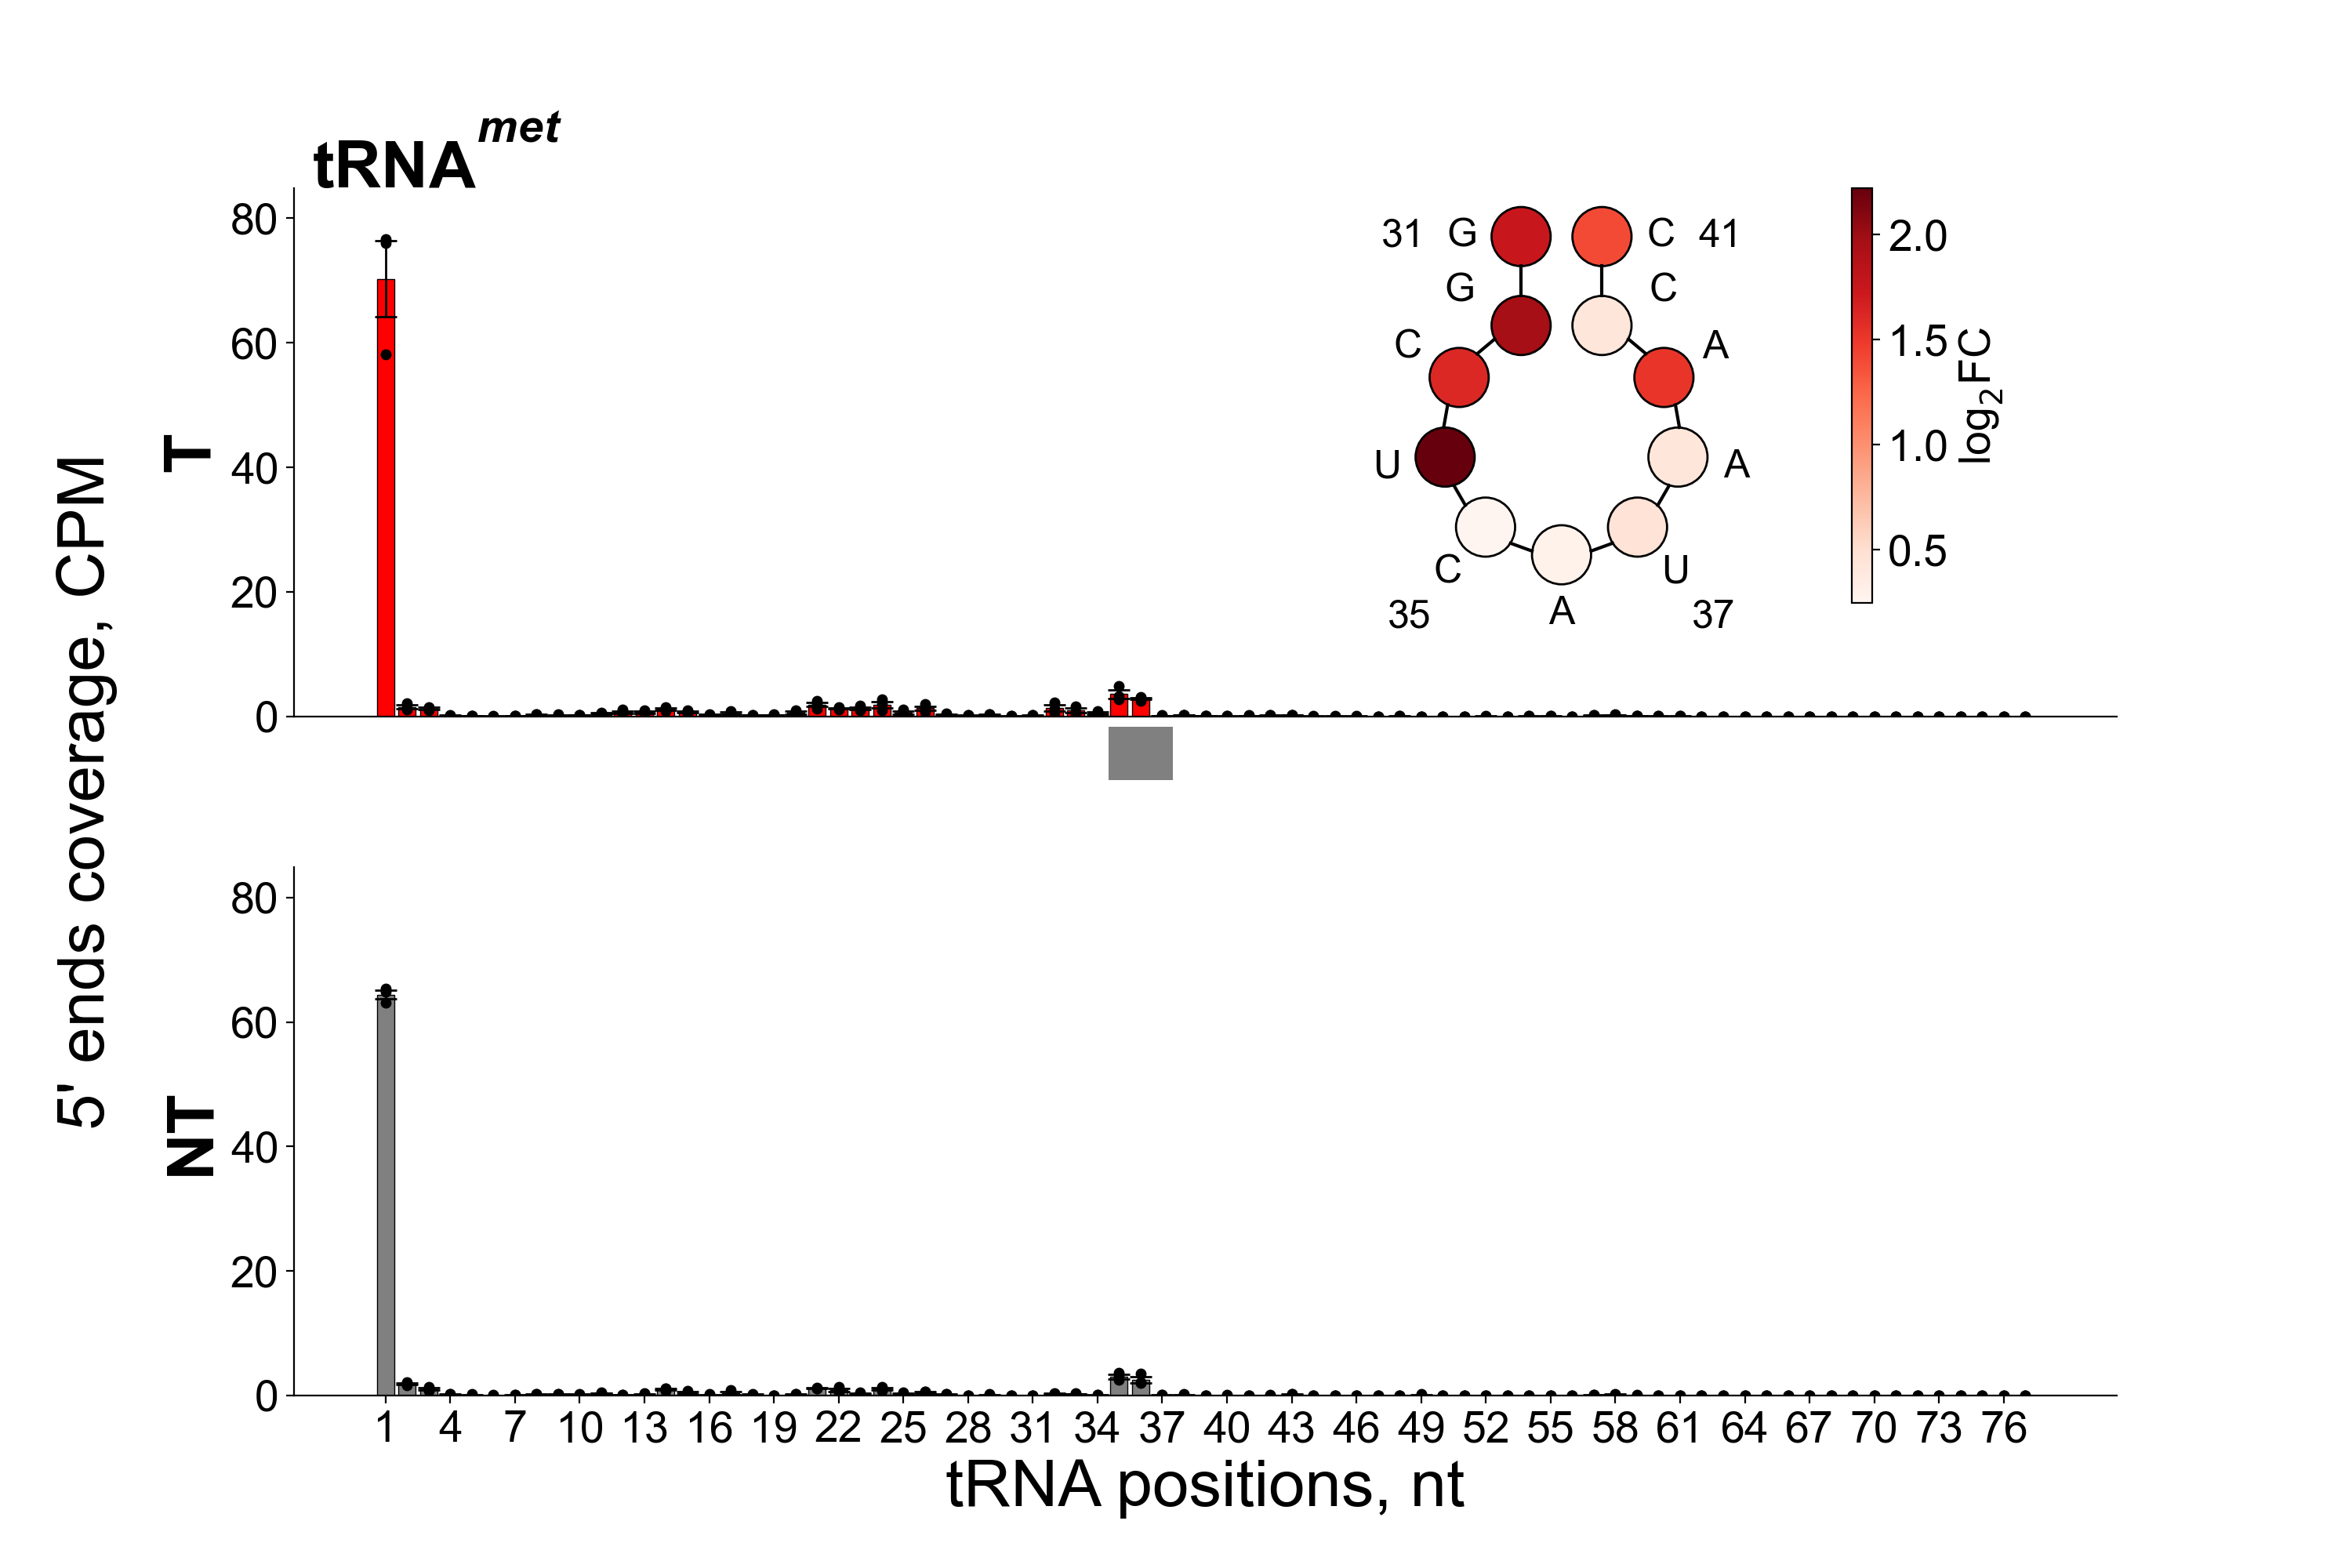 tRNAmet
5' ends coverage, CPM
T
80
60
40
20
0
31 G C 41
G C
C A
U A
C U
35 A 37
2.0
1.5
1.0
0.5
log2FC
NT
80
60
40
20
0
1 4 7 10 13 16 19 22 25 28 31 34 37 40 43 46 49 52 55 58 61 64 67 70 73 76
tRNA positions, nt